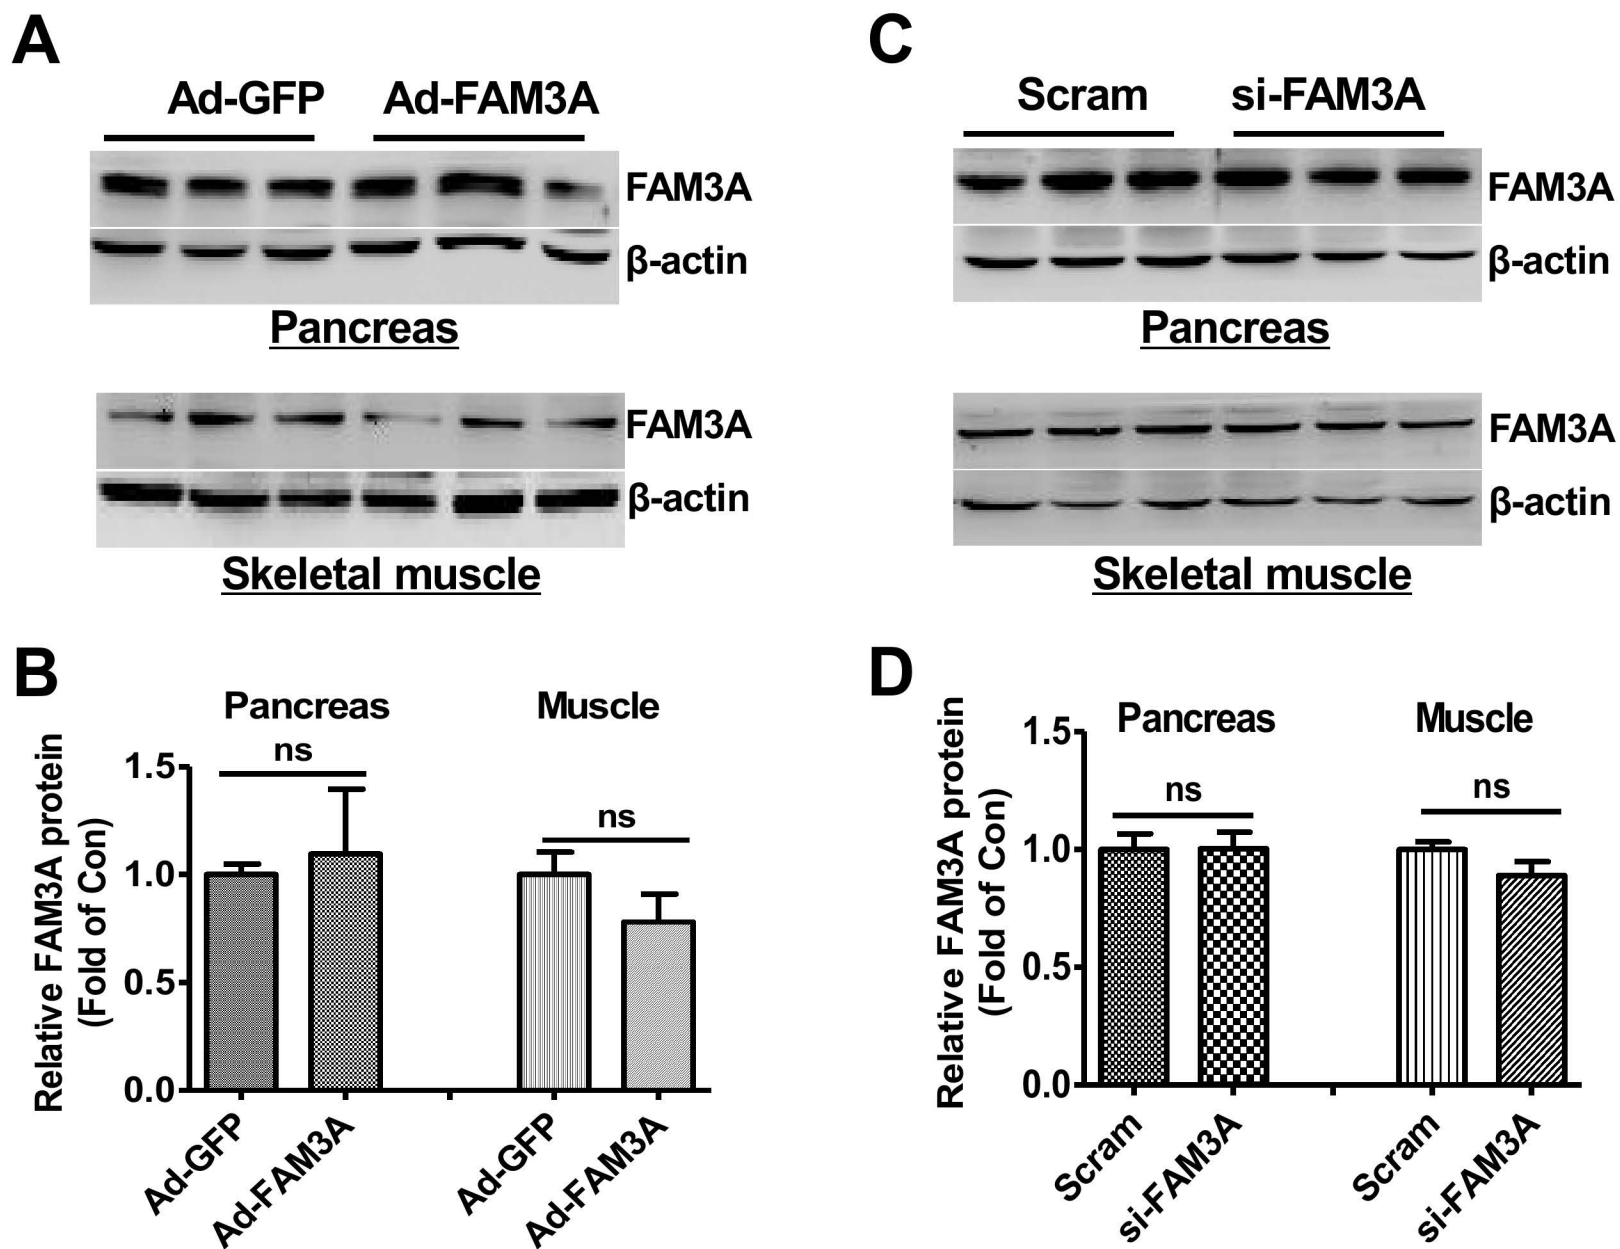 A
Ad-GFP Ad-FAM3A
FAM3A
β-actin
Pancreas
FAM3A
β-actin
Skeletal muscle
C
Scram si-FAM3A
FAM3A
β-actin
Pancreas
FAM3A
β-actin
Skeletal muscle
B
Relative FAM3A protein
(Fold of Con)
Pancreas Muscle
ns
ns
1.5
1.0
0.5
0.0
Ad-GFP
Ad-FAM3A
Ad-GFP
Ad-FAM3A
D
Relative FAM3A protein
(Fold of Con)
Pancreas Muscle
ns
ns
1.5
1.0
0.5
0.0
Scram
si-FAM3A
Scram
si-FAM3A